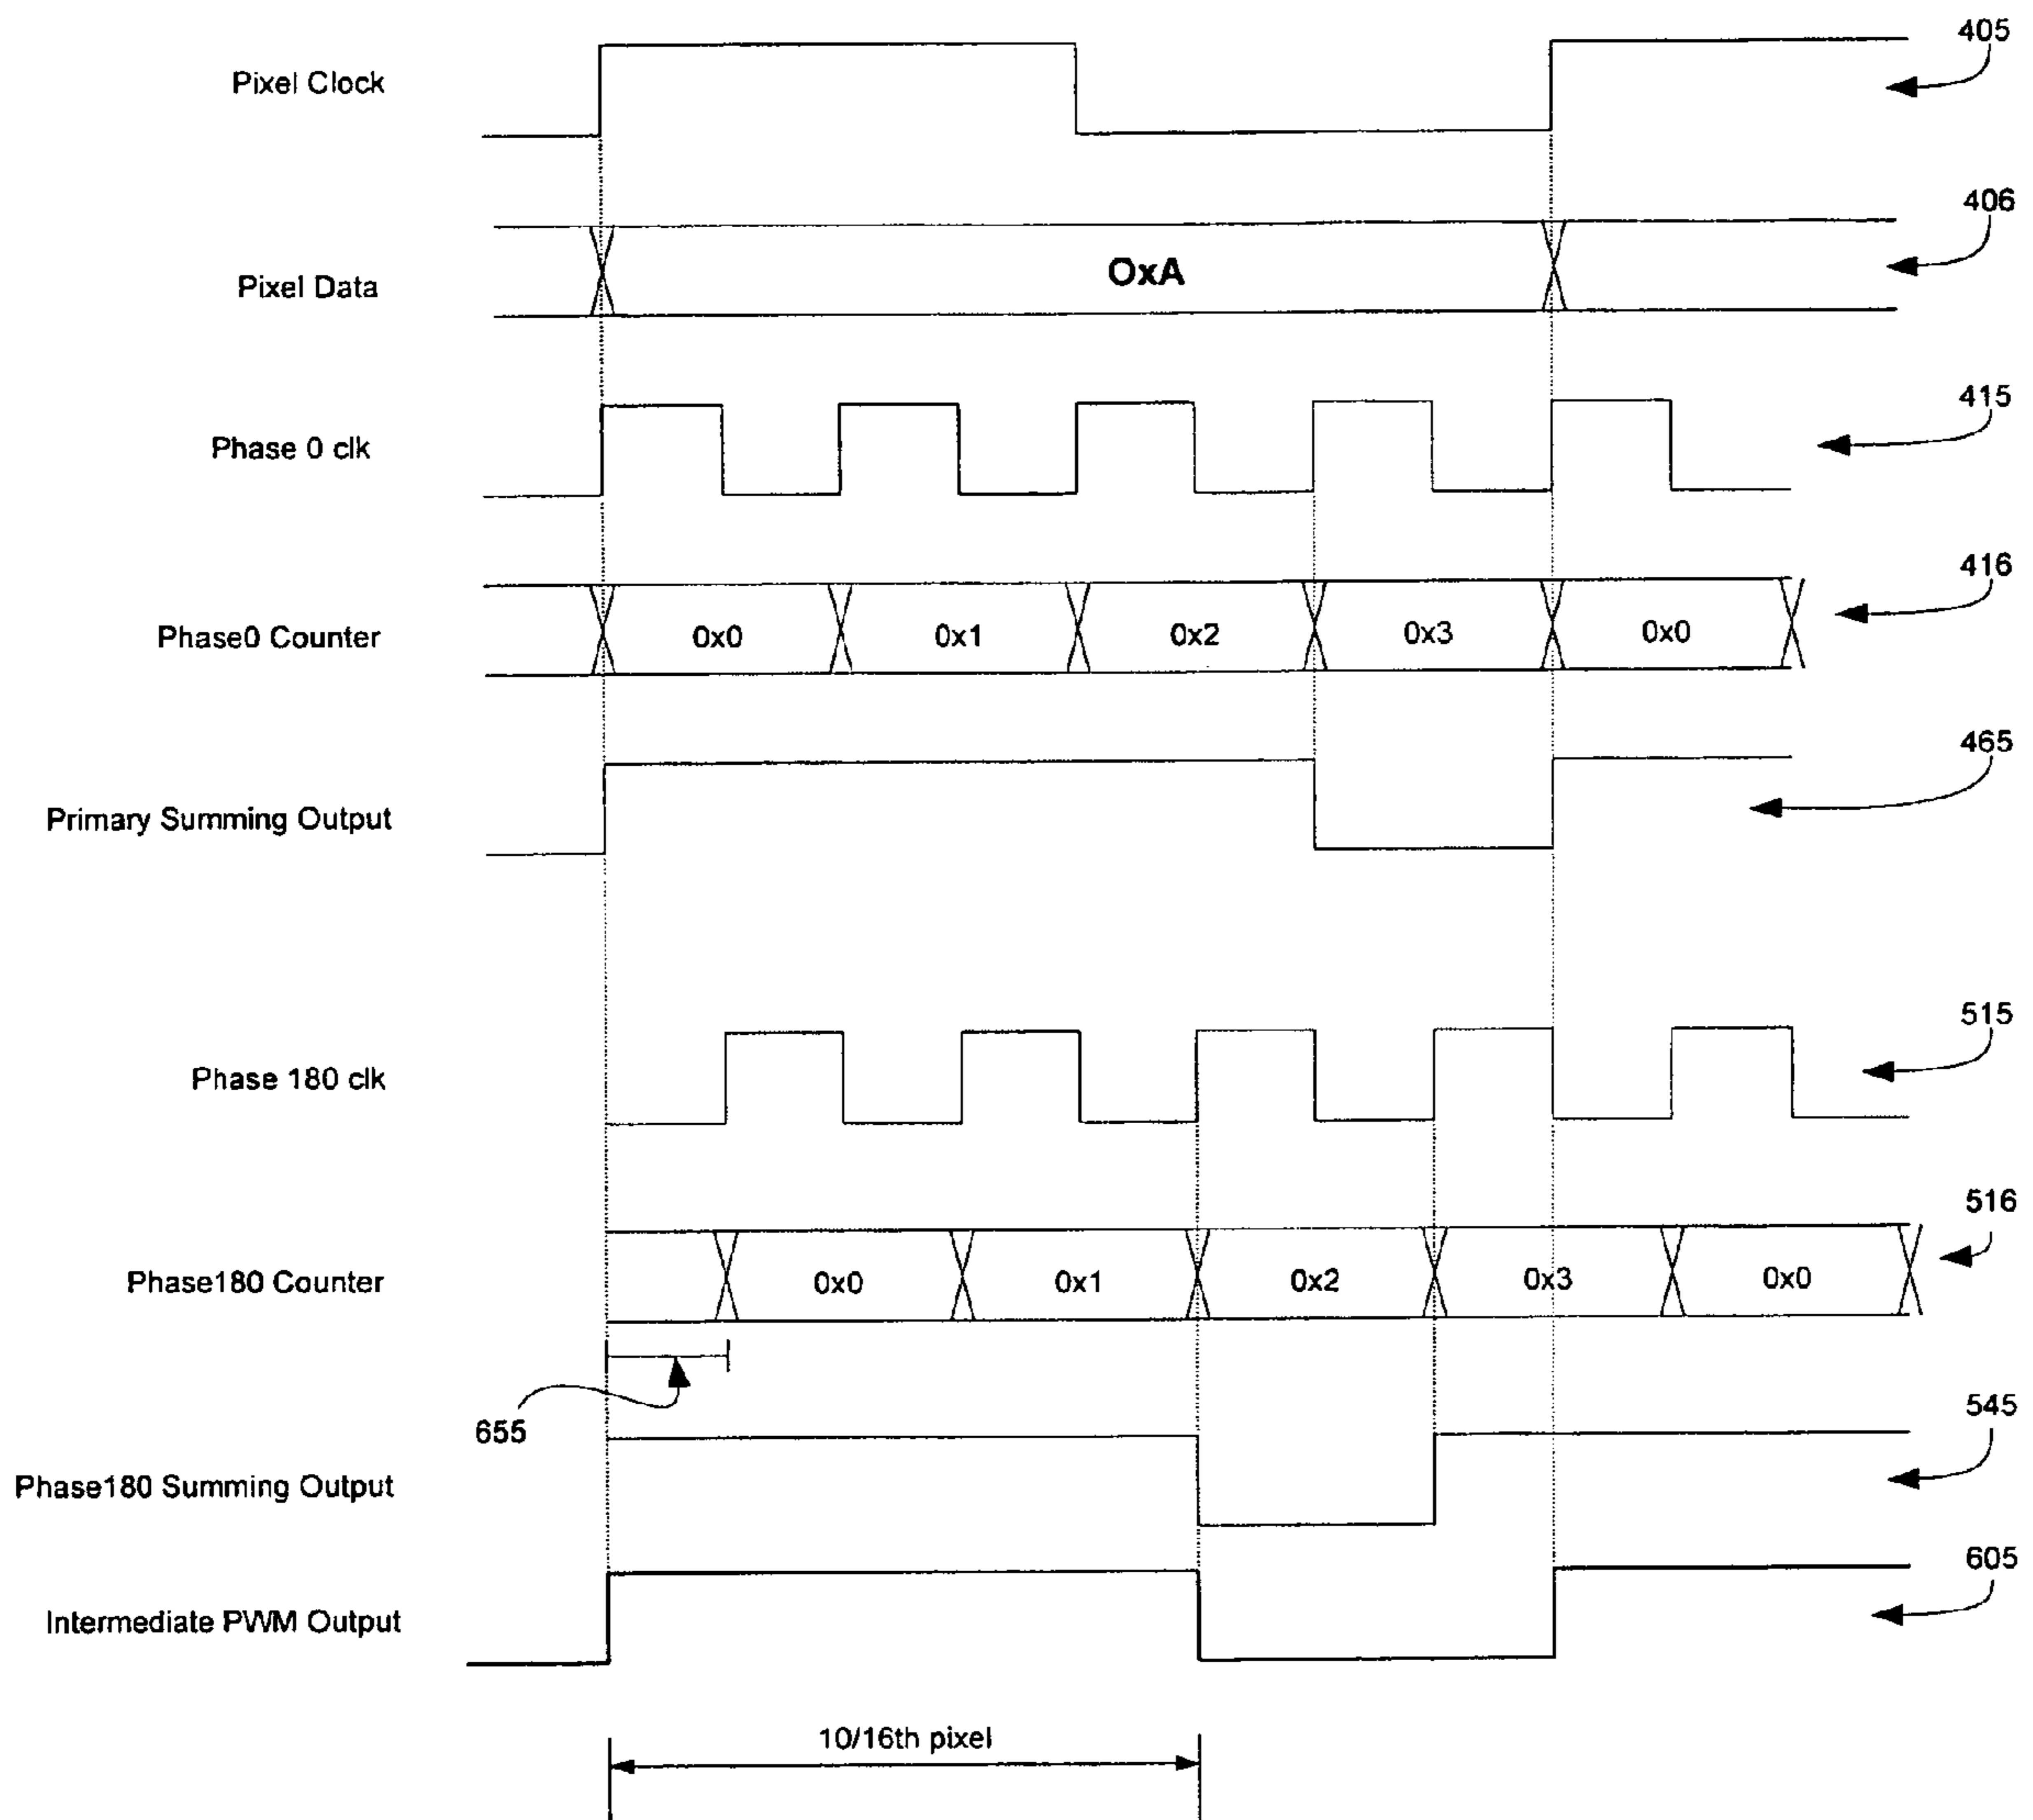 405
Pixel Clock
406
OxA
Pixel Data
415
Phase 0 clk
416
Phase0 Counter
0x0 0x1 0x2 0x3 0x0
465
Primary Summing Output
515
Phase 180 clk
516
Phase180 Counter
0x0 0x1 0x2 0x3 0x0
655
545
Phase180 Summing Output
605
Intermediate PWM Output
10/16th pixel